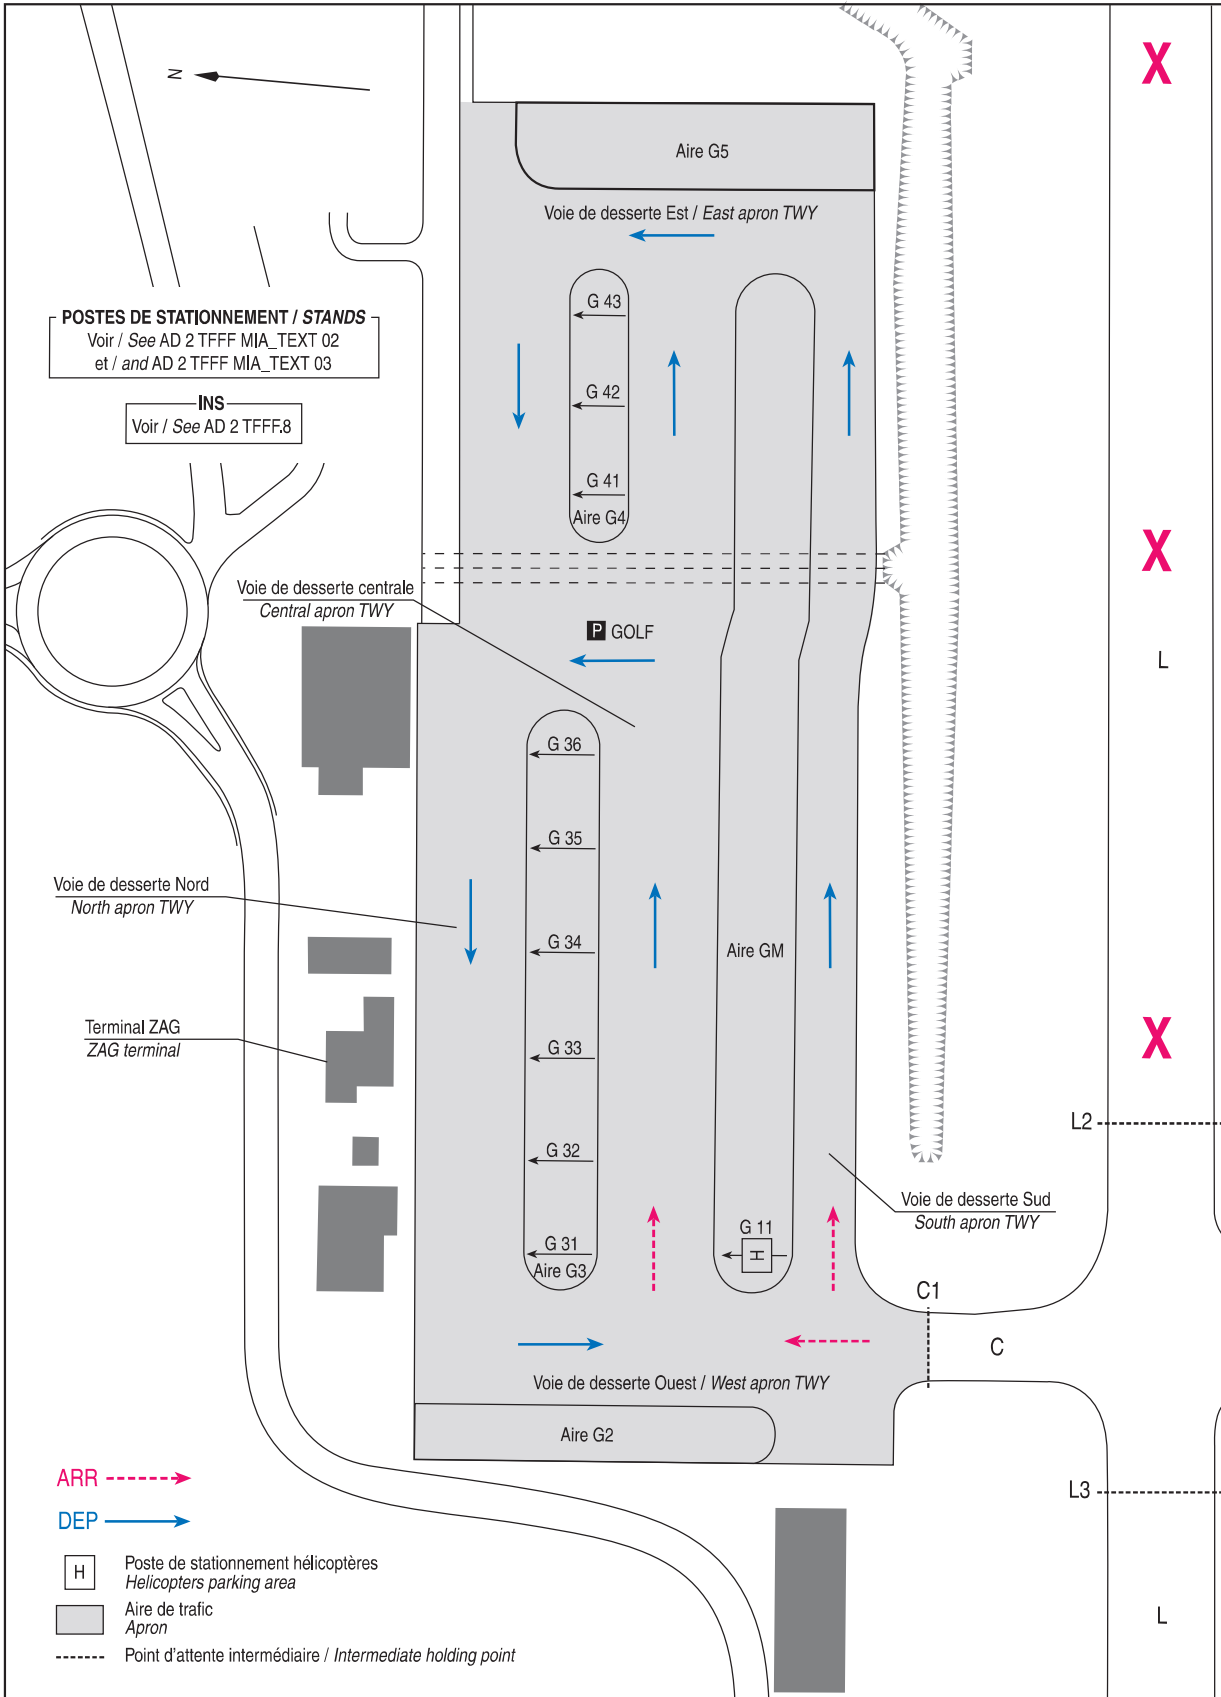 X
N
Aire G5
Voie de desserte Est / East apron TWY
G 43
POSTES DE STATIONNEMENT / STANDS
Voir / See AD 2 TFFF MIA_TEXT 02
et / and AD 2 TFFF MIA_TEXT 03
G 42
INS
Voir / See AD 2 TFFF.8
G 41
Aire G4
X
Voie de desserte centrale
Central apron TWY
P GOLF
L
G 36
G 35
Voie de desserte Nord
North apron TWY
G 34
Aire GM
Terminal ZAG
ZAG terminal
G 33
X
L2
G 32
Voie de desserte Sud
South apron TWY
G 31
Aire G3
G 11
H
C1
C
Voie de desserte Ouest / West apron TWY
Aire G2
ARR
L3
DEP
H
Poste de stationnement hélicoptères
Helicopters parking area
Aire de trafic
Apron
L
Point d'attente intermédiaire / Intermediate holding point